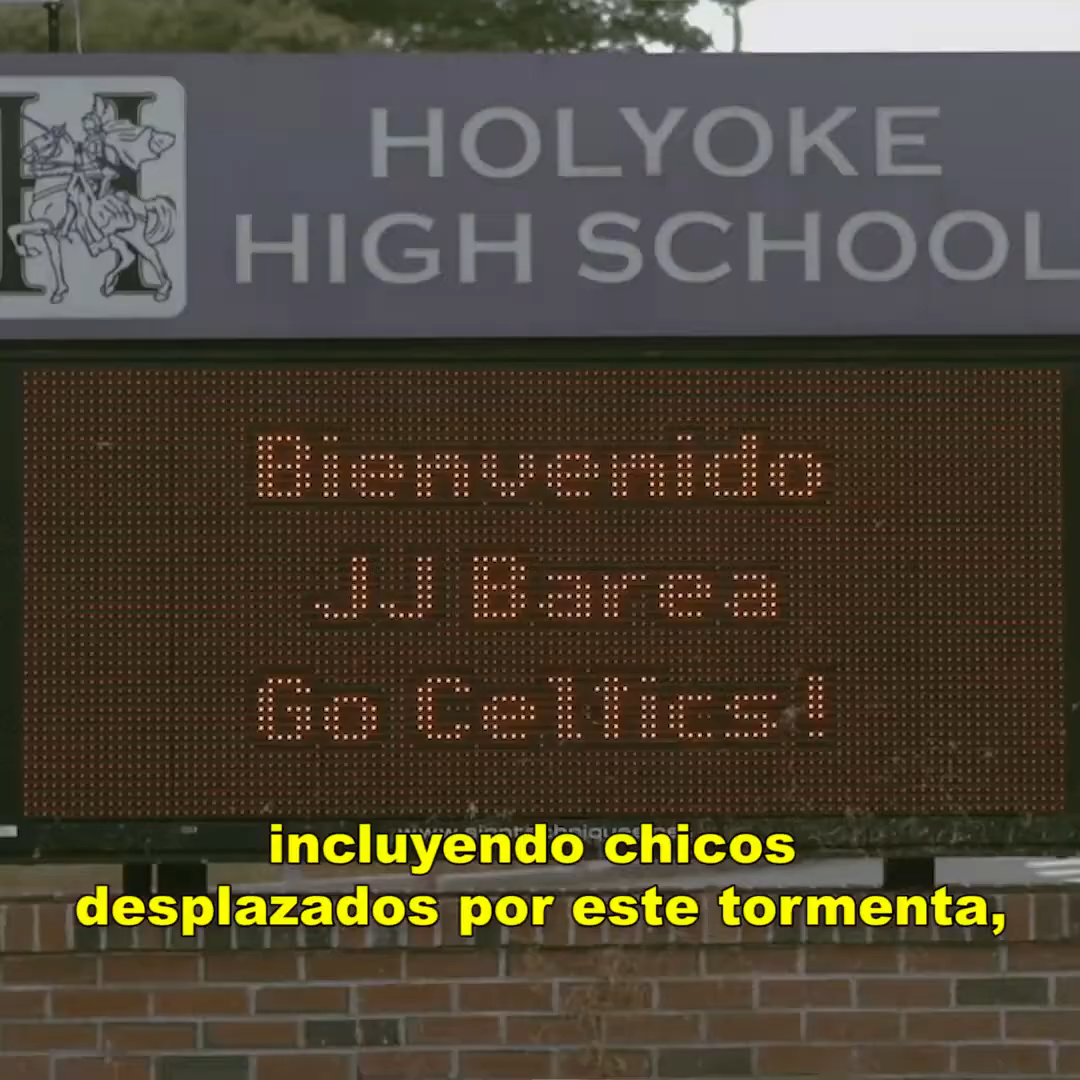 HOLYOKE
HIGH SCHOOL
Bienvenido
JJ Barea
Go Celtics!
incluyendo chicos
desplazados por este tormenta,